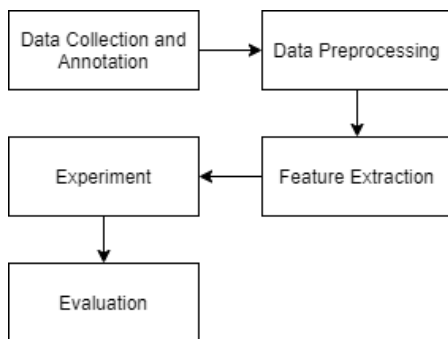 Data Collection and
Annotation
Data Preprocessing
Feature Extraction
Experiment
Evaluation